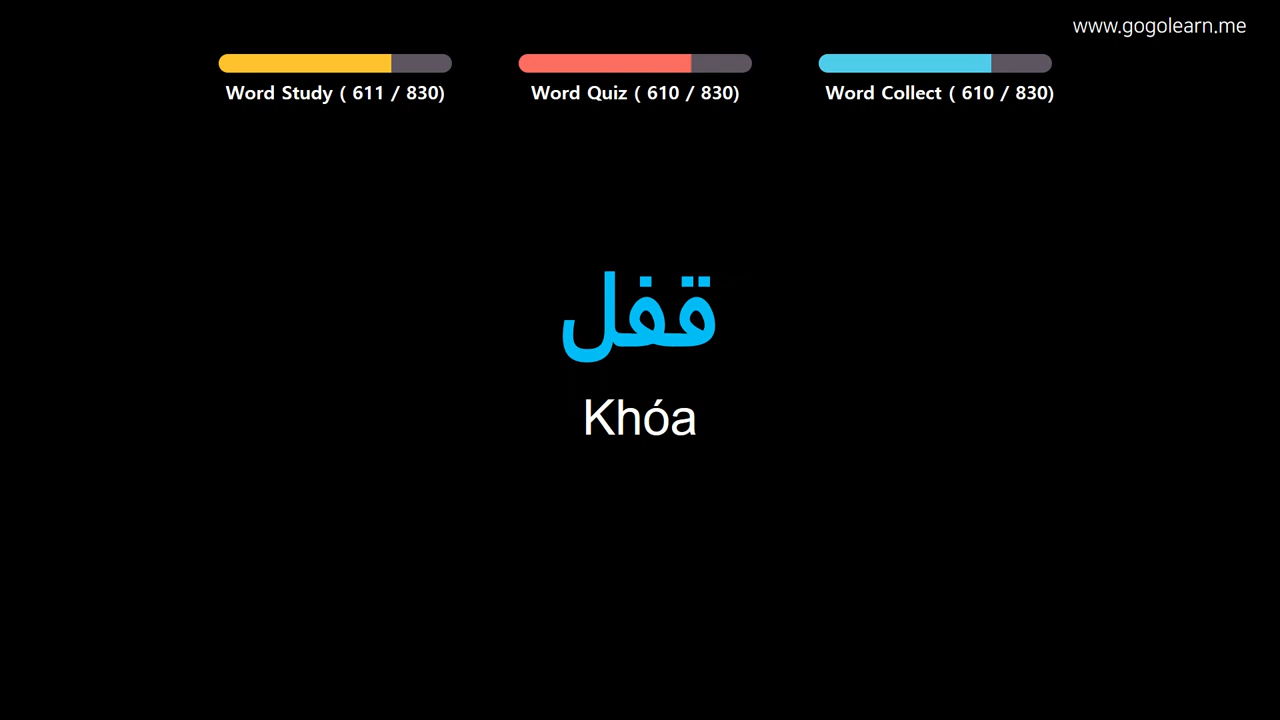 www.gogolearn.me
Word Study ( 611 / 830)
Word Quiz ( 610 / 830)
Word Collect ( 610 / 830)
قفل
Khóa